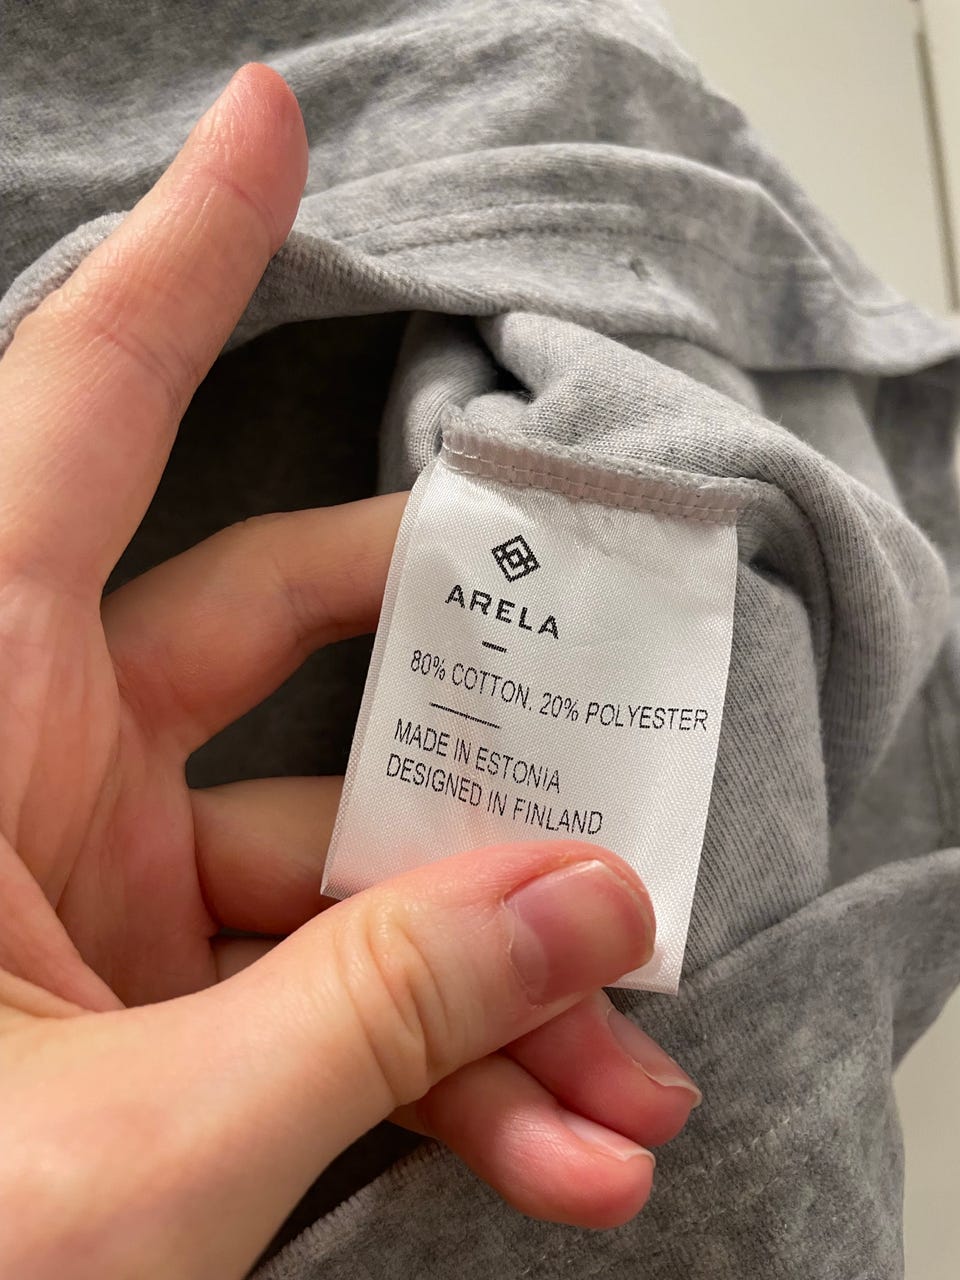 ARELA
80% COTTON, 20% POLYESTER
MADE IN ESTONIA
DESIGNED IN FINLAND